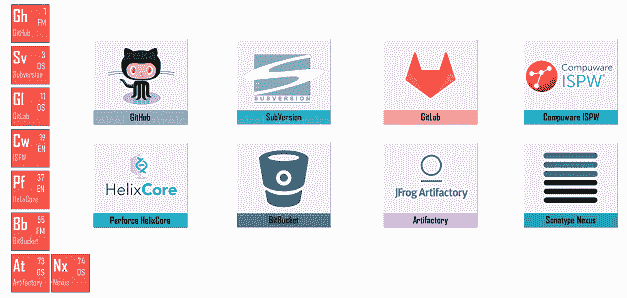 Gh 1
FM
GitHub
Sv 3
OS
Subversion
Gl 11
OS
GitLab
Cw 19
EN
ISPW
Pf 37
EN
HelixCore
Bb 55
FM
BitBucket
At 73
OS
Artifactory
Nx 74
OS
Nexus
GitHub
SUBVERSION
SubVersion
GitLab
Compuware
ISPW
Compuware ISPW
HelixCore
Perforce HelixCore
BitBucket
JFrog Artifactory
Artifactory
Sonatype Nexus